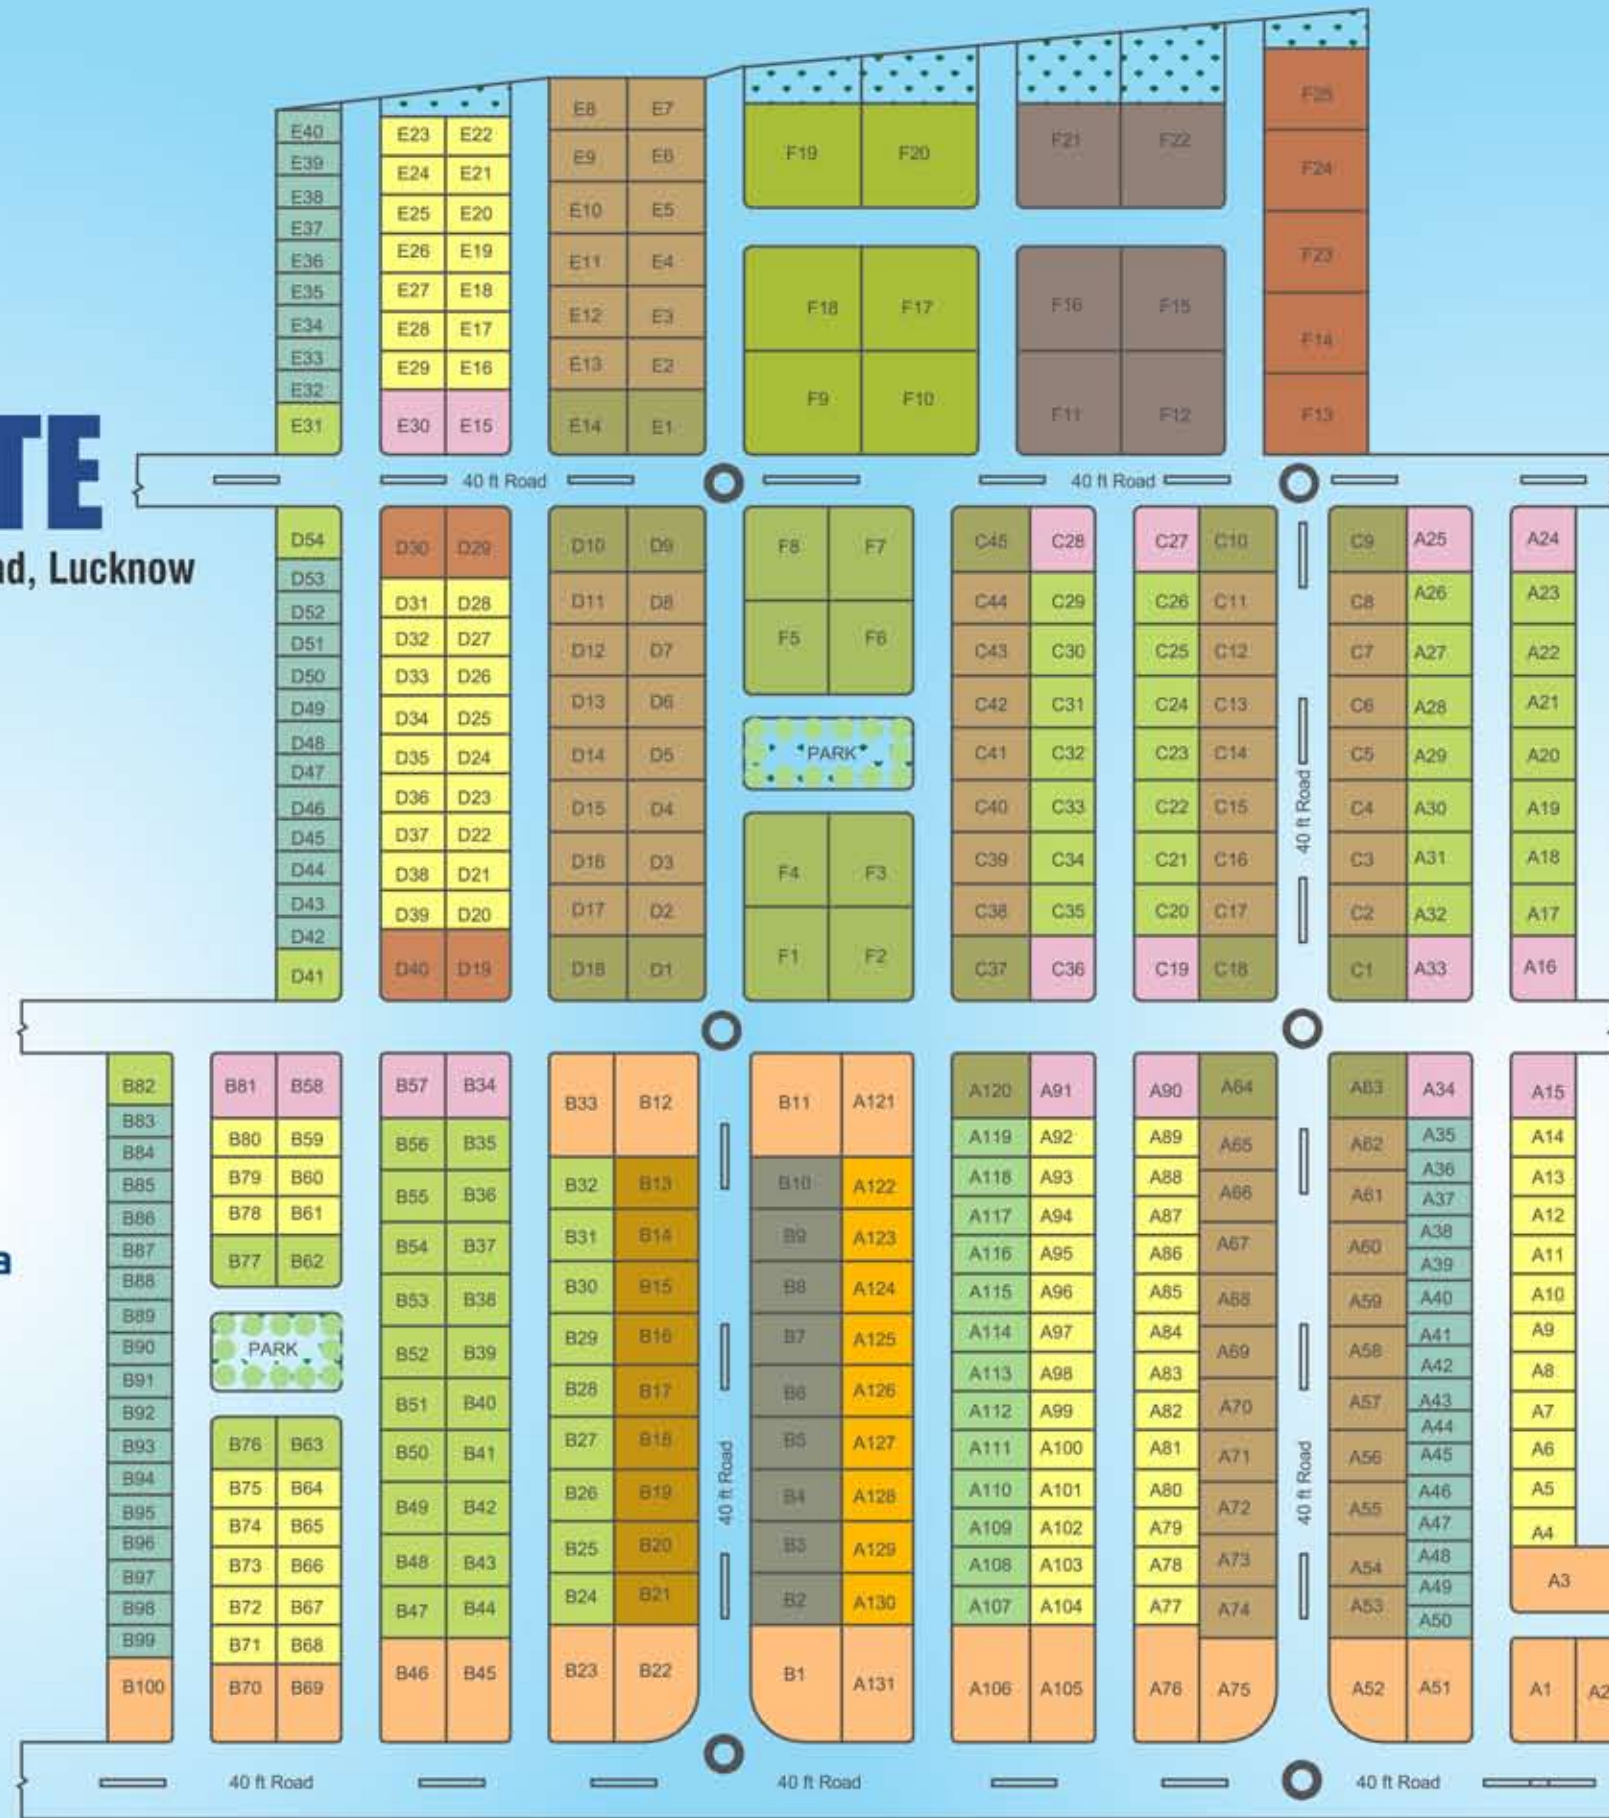 E8 E7
F25
E40 E23 E22 E9 E6 F19 F20 F21 F22
E39 E24 E21 F24
E38 E25 E20 E10 E5
E37
E36 E26 E19 E11 E4 F23
E35 E27 E18
E34 E28 E17 E12 E3 F18 F17 F16 F15
E33 F14
E32 E29 E16 E13 E2
E31 E30 E15 E14 E1 F9 F10 F11 F12 F13
TE
40 ft Road 40 ft Road
ad, Lucknow
D54 D30 D29 D10 D9 F8 F7 C45 C28 C27 C10 C9 A25 A24
D53
D52 D31 D28 D11 D8 C44 C29 C26 C11 C8 A26 A23
D51 D32 D27 D12 D7 F5 F6 C43 C30 C25 C12 C7 A27 A22
D50 D33 D26
D49 D34 D25 D13 D6 C42 C31 C24 C13 C6 A28 A21
D48 D35 D24 D14 D5 PARK C41 C32 C23 C14 C5 A29 A20
D47
D46 D36 D23 D15 D4 C40 C33 C22 C15 C4 A30 A19
40 ft Road
D45 D37 D22
D44 D38 D21 D16 D3 F4 F3 C39 C34 C21 C16 C3 A31 A18
D43 D39 D20 D17 D2 C38 C35 C20 C17 C2 A32 A17
D42
D41 D40 D19 D18 D1 F1 F2 C37 C36 C19 C18 C1 A33 A16
B82 B81 B58 B57 B34 B33 B12 B11 A121 A120 A91 A90 A64 A63 A34 A15
B83 B80 B59 B56 B35 A119 A92 A89 A65 A62 A35 A14
B84
B85 B79 B60 B55 B36 B32 B13 B10 A122 A118 A93 A88 A66 A61 A36 A13
A37
B86 B78 B61 A117 A94 A87 A38 A12
B87 B77 B62 B54 B37 B31 B14 B9 A123 A116 A95 A86 A67 A60 A39 A11
a
B88
B89 B53 B38 B30 B15 B8 A124 A115 A96 A85 A68 A59 A40 A10
B90 PARK B52 B39 B29 B16 B7 A125 A114 A97 A84 A69 A58 A41 A9
B91 A113 A98 A83 A42 A8
B92 B51 B40 B28 B17 B6 A126 A112 A99 A82 A70 A57 A43 A7
A44
B93 B76 B63 B50 B41 B27 B18 B5 A127 A111 A100 A81 A71 A56 A45 A6
B94 B75 B64 B49 B42 B26 B19 B4 A128 A110 A101 A80 A72 A55 A46 A5
40 ft Road 40 ft Road
B95 B74 B65 A109 A102 A79 A47 A4
B96
B97 B73 B66 B48 B43 B25 B20 B3 A129 A108 A103 A78 A73 A54 A48 A3
A49
B98 B72 B67 B47 B44 B24 B21 B2 A130 A107 A104 A77 A74 A53 A50
B99 B71 B68
B100 B70 B69 B46 B45 B23 B22 B1 A131 A106 A105 A76 A75 A52 A51 A1 A2
40 ft Road 40 ft Road 40 ft Road